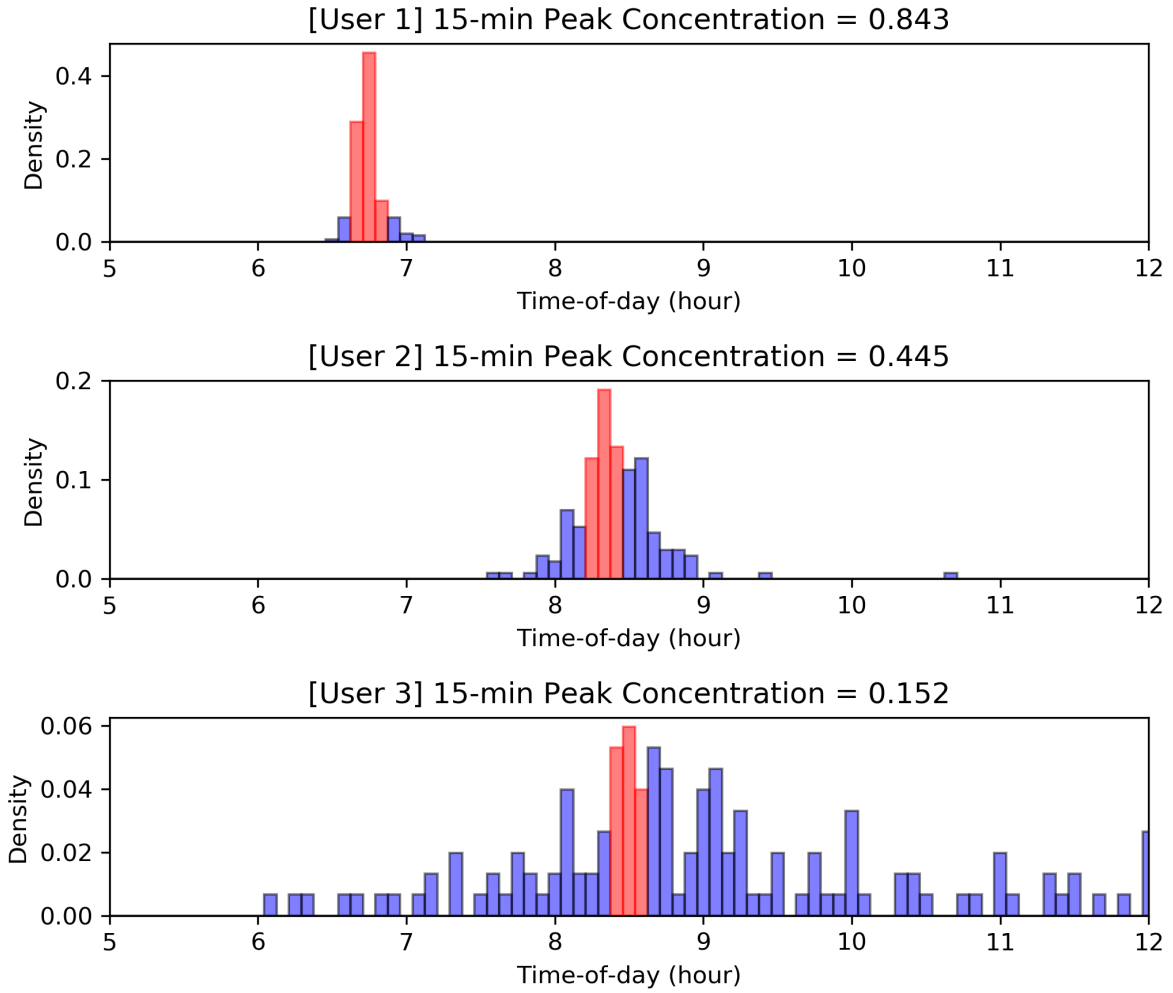 [User 1] 15-min Peak Concentration = 0.843
Density
0.4
0.2
0.0
5 6 7 8 9 10 11 12
Time-of-day (hour)
[User 2] 15-min Peak Concentration = 0.445
Density
0.2
0.1
0.0
5 6 7 8 9 10 11 12
Time-of-day (hour)
[User 3] 15-min Peak Concentration = 0.152
Density
0.06
0.04
0.02
0.00
5 6 7 8 9 10 11 12
Time-of-day (hour)